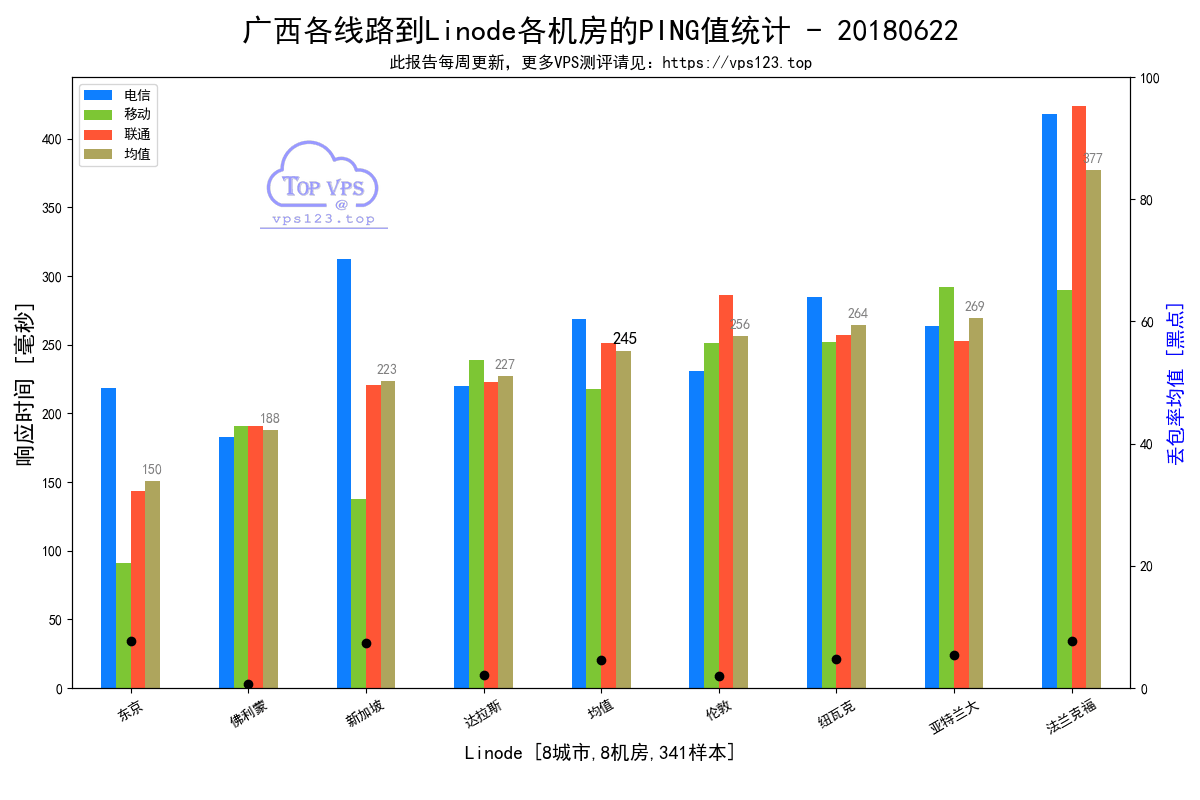 广西各线路到Linode各机房的PING值统计 - 20180622
此报告每周更新，更多VPS测评请见：https://vps123.top
电信
移动
联通
均值
TOP VPS
@
vps123.top
响应时间 [毫秒]
400
350
300
250
200
150
100
50
0
丢包率均值 [黑点]
100
80
60
40
20
0
150
188
223
227
245
256
264
269
377
东京
佛利蒙
新加坡
达拉斯
均值
伦敦
纽瓦克
亚特兰大
法兰克福
Linode [8城市,8机房,341样本]